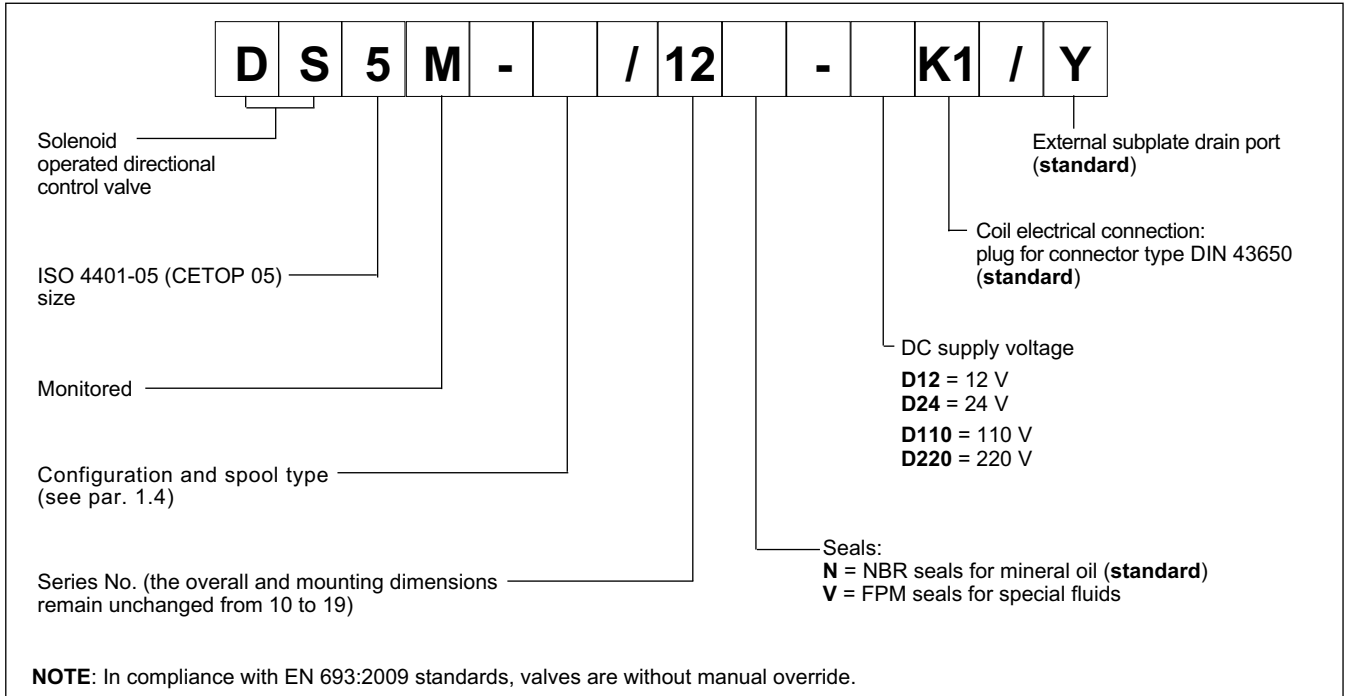 D S 5 M - / 12 - K1 / Y
Solenoid
operated directional
control valve
External subplate drain port
(standard)
Coil electrical connection:
plug for connector type DIN 43650
(standard)
ISO 4401-05 (CETOP 05)
size
DC supply voltage
D12 = 12 V
D24 = 24 V
D110 = 110 V
D220 = 220 V
Monitored
Configuration and spool type
(see par. 1.4)
Seals:
N = NBR seals for mineral oil (standard)
V = FPM seals for special fluids
Series No. (the overall and mounting dimensions
remain unchanged from 10 to 19)
NOTE: In compliance with EN 693:2009 standards, valves are without manual override.